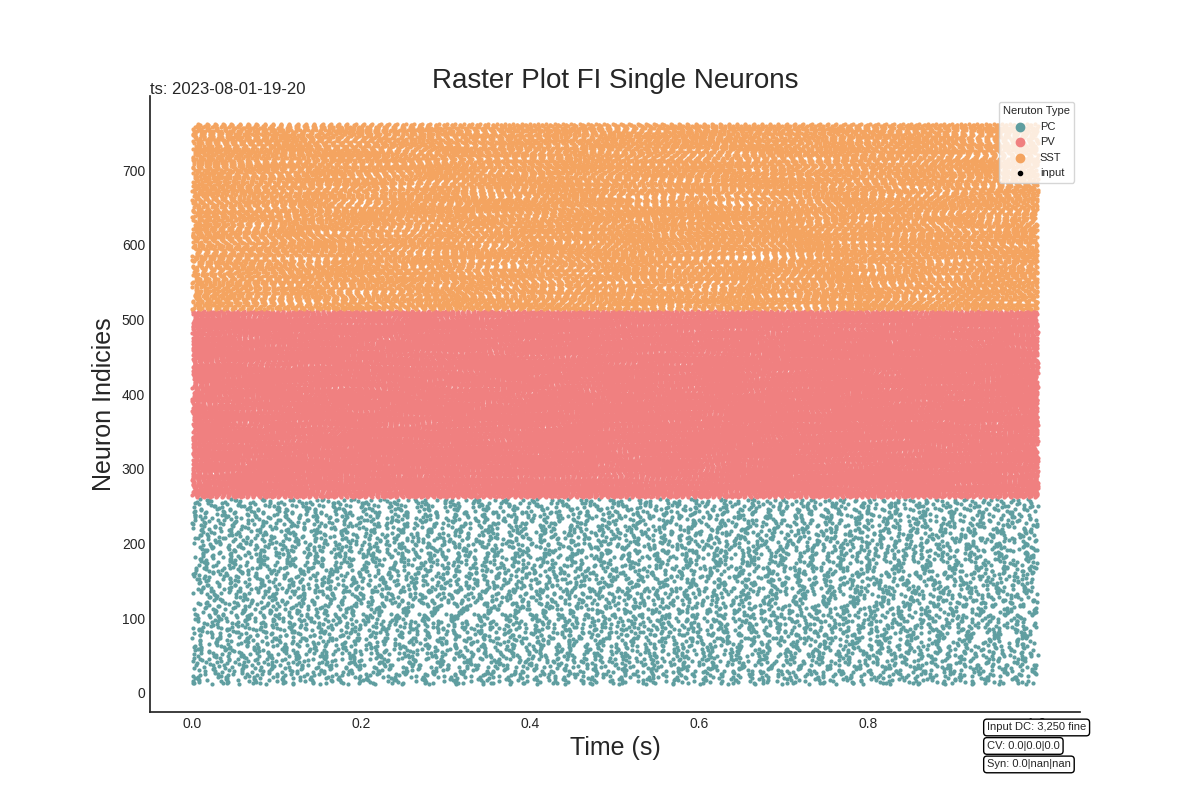 Raster Plot FI Single Neurons
ts: 2023-08-01-19-20
Neruton Type
PC
PV
SST
input
Neuron Indicies
700
600
500
400
300
200
100
0
0.0 0.2 0.4 0.6 0.8
Time (s)
Input DC: 3,250 fine
CV: 0.0|0.0|0.0
Syn: 0.0|nan|nan